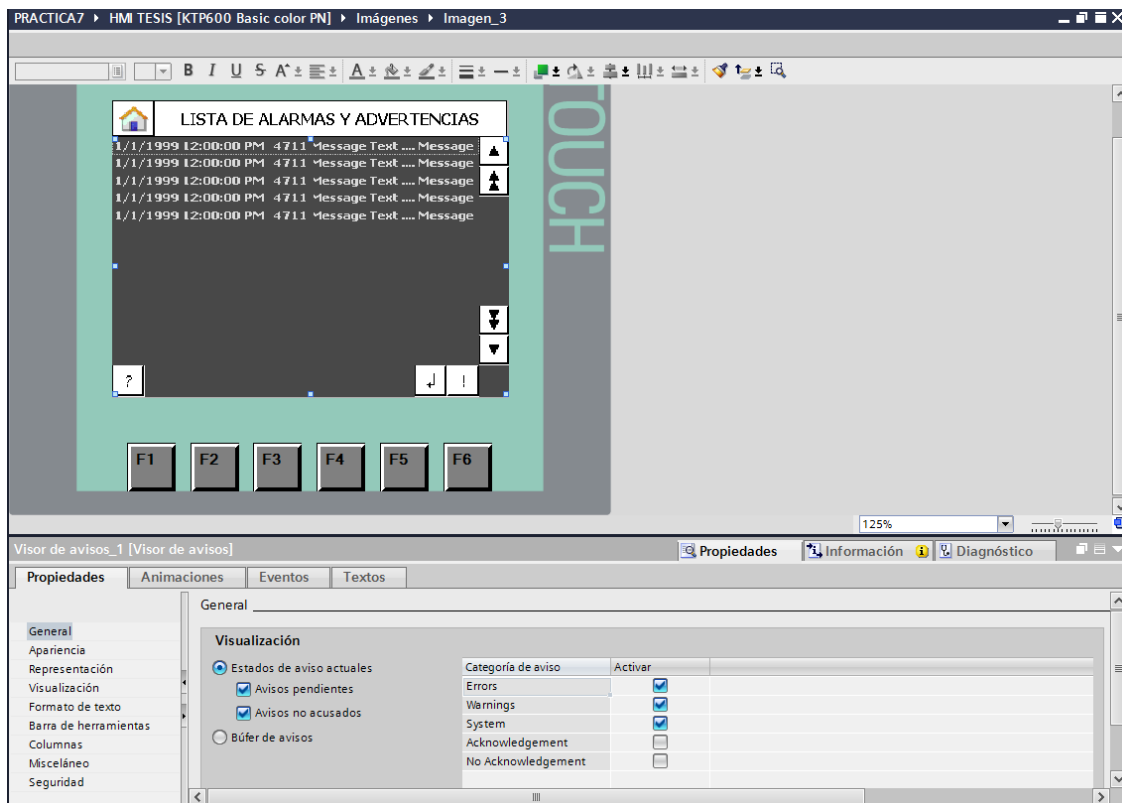 PRACTICA7 ▸ HMI TESIS [KTP600 Basic color PN] ▸ Imágenes ▸ Imagen_3
B I U S A
LISTA DE ALARMAS Y ADVERTENCIAS
1/1/1999 12:00:00 PM 4711 Message Text .... Message
1/1/1999 12:00:00 PM 4711 Message Text .... Message
1/1/1999 12:00:00 PM 4711 Message Text .... Message
1/1/1999 12:00:00 PM 4711 Message Text .... Message
1/1/1999 12:00:00 PM 4711 Message Text .... Message
? !
TOUCH
F1 F2 F3 F4 F5 F6
125%
Visor de avisos_1 [Visor de avisos]
Propiedades Información Diagnóstico
Propiedades Animaciones Eventos Textos
General
Apariencia
Representación
Visualización
Formato de texto
Barra de herramientas
Columnas
Misceláneo
Seguridad
General
Visualización
Estados de aviso actuales
Avisos pendientes
Avisos no acusados
Búfer de avisos
Categoría de aviso Activar
Errors
Warnings
System
Acknowledgement
No Acknowledgement